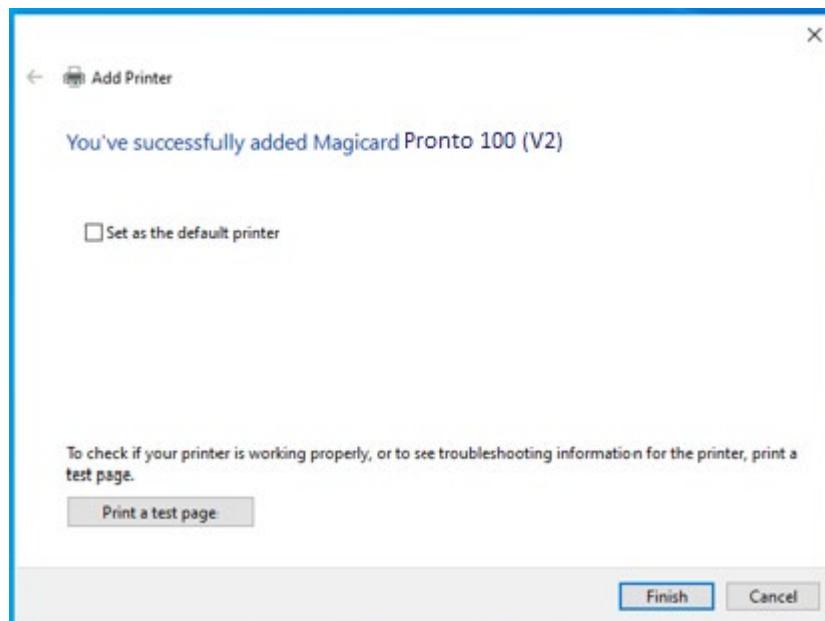 Add Printer
You've successfully added Magicard Pronto 100 (V2)
Set as the default printer
To check if your printer is working properly, or to see troubleshooting information for the printer, print a
test page.
Print a test page
Finish Cancel